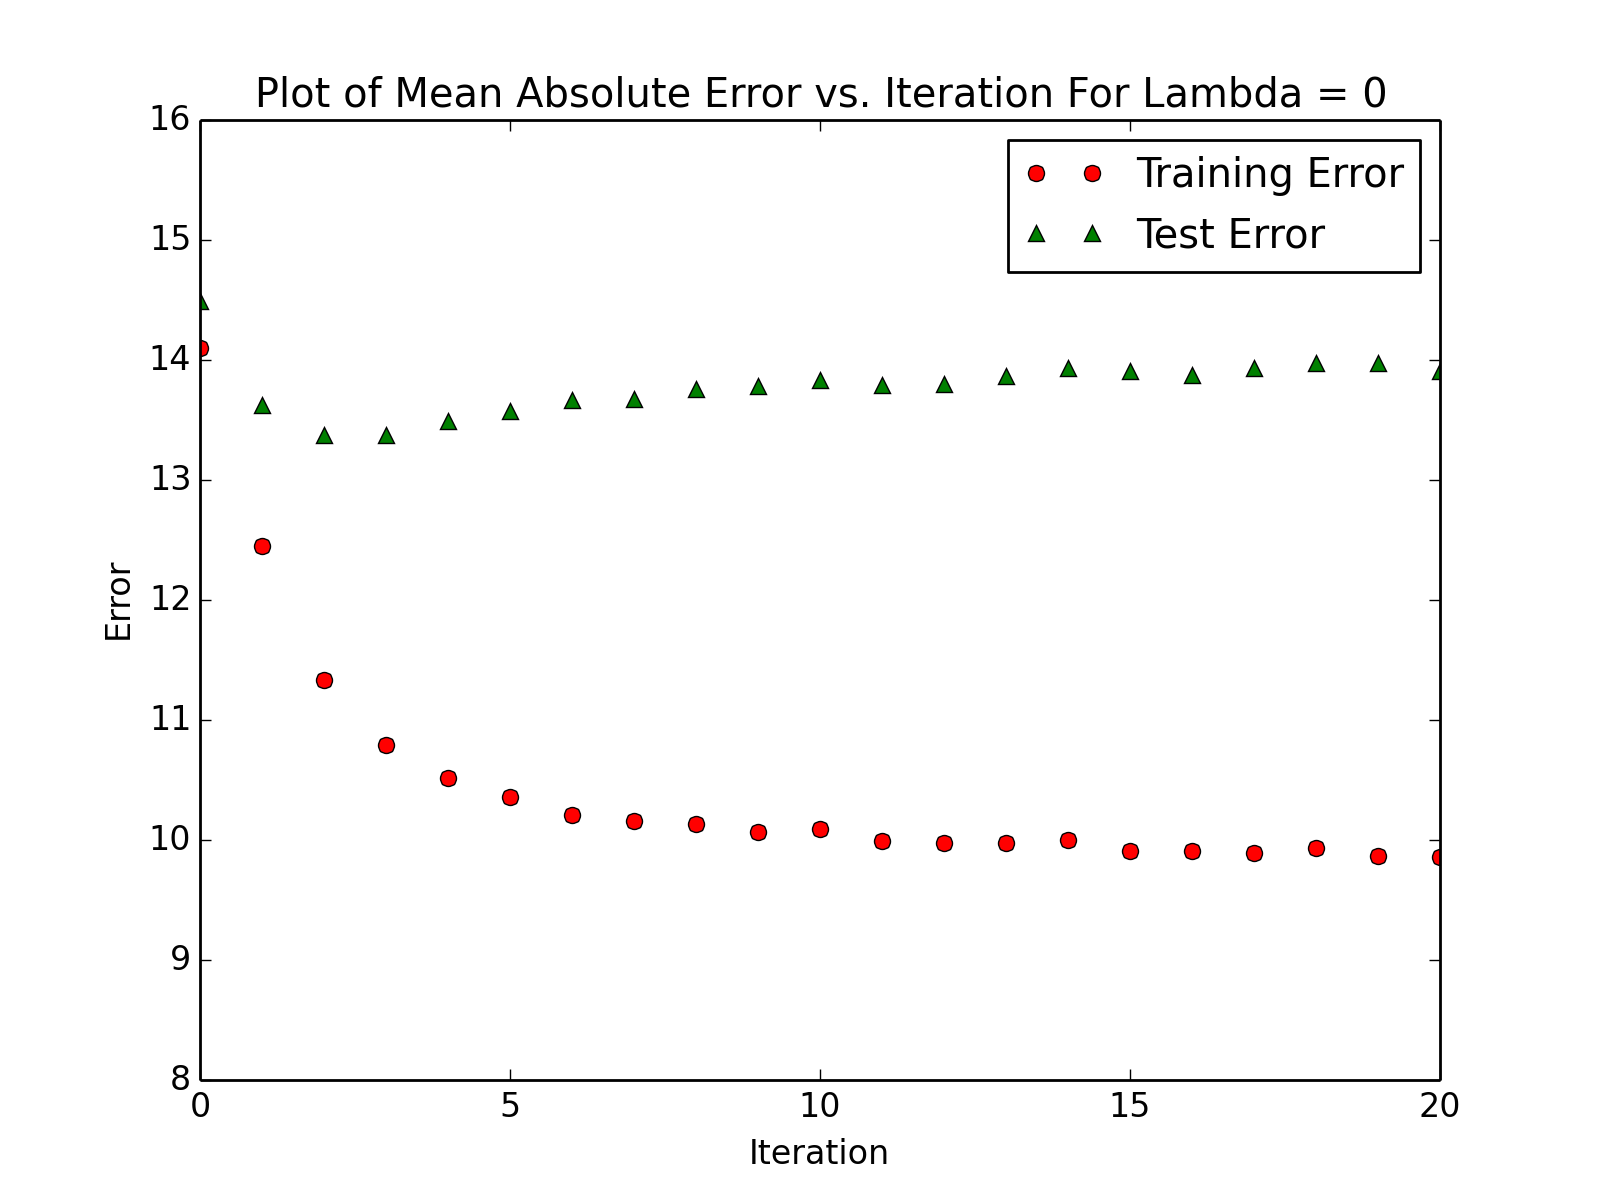 Plot of Mean Absolute Error vs. Iteration For Lambda = 0
16
15
14
13
12
11
10
9
8
Error
Training Error
Test Error
0 5 10 15 20
Iteration